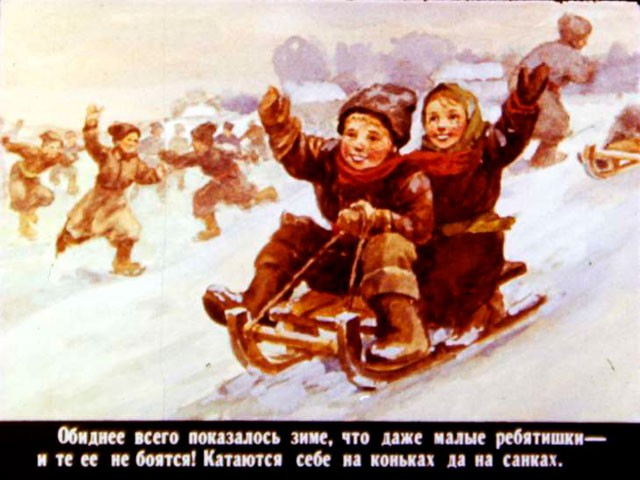 Обиднее всего показалось зиме, что даже малые ребятишки—
и те ее не боятся! Катаются себе на коньках да на санках.